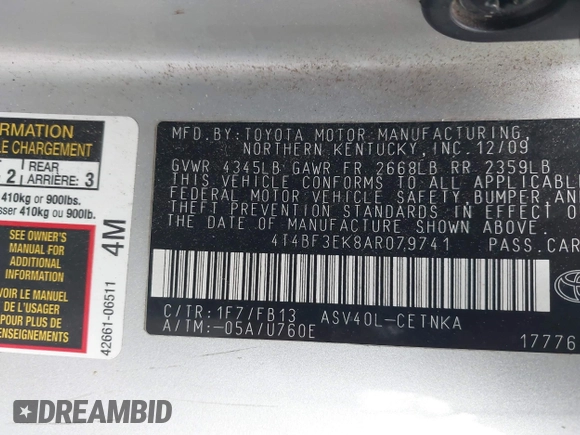 ORMATION
LE CHARGEMENT
2
REAR
ARRIÈRE: 3
410kg or 900lbs.
sser 410kg ou 900lb.
SEE OWNER'S
MANUAL FOR
ADDITIONAL
INFORMATION
VOIR LE MANUEL
DE L'USAGER
POUR PLUS DE
RENSEIGNEMENTS
4M
42661-06511
MFD. BY: TOYOTA MOTOR MANUFACTURING,
NORTHERN KENTUCKY, INC. 12/09
GVWR 4345LB GAWR FR 2668LB RR 2359LB
THIS VEHICLE CONFORMS TO ALL APPLICABLE
FEDERAL MOTOR VEHICLE SAFETY, BUMPER, AND
THEFT PREVENTION STANDARDS IN EFFECT ON
THE DATE OF MANUFACTURE SHOWN ABOVE.
4T4BF3EK8AR079741 PASS.CAR
C/TR: 1F7/FB13 ASV40L-CETNKA
A/TM:-05A/U760E
17776
DREAMBID